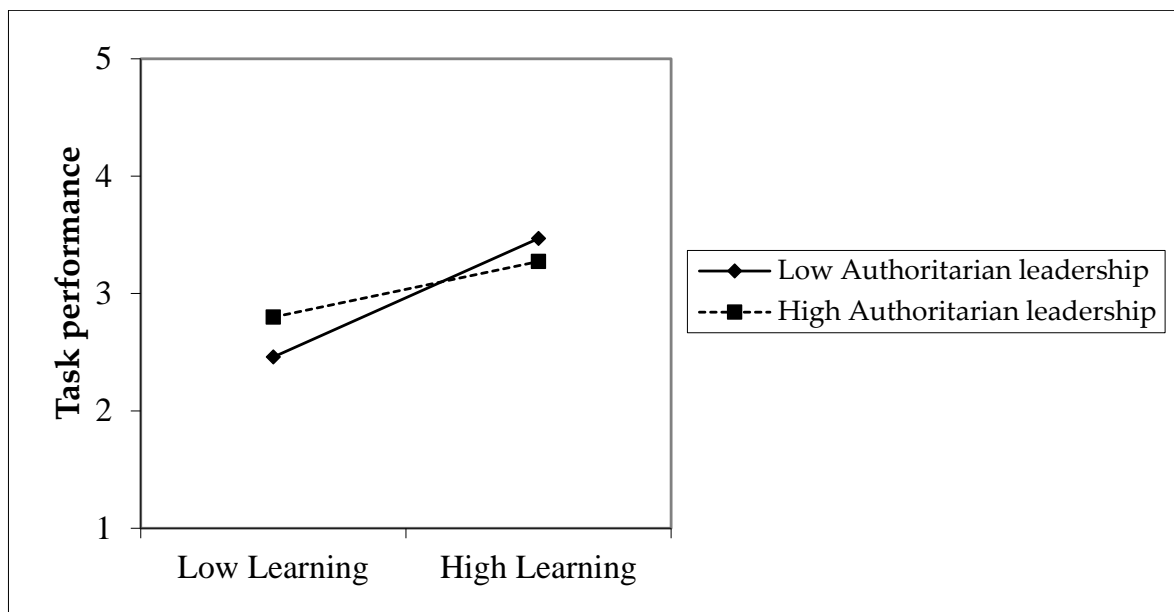 5
4
3
2
1
Task performance
Low Learning
High Learning
Low Authoritarian leadership
High Authoritarian leadership